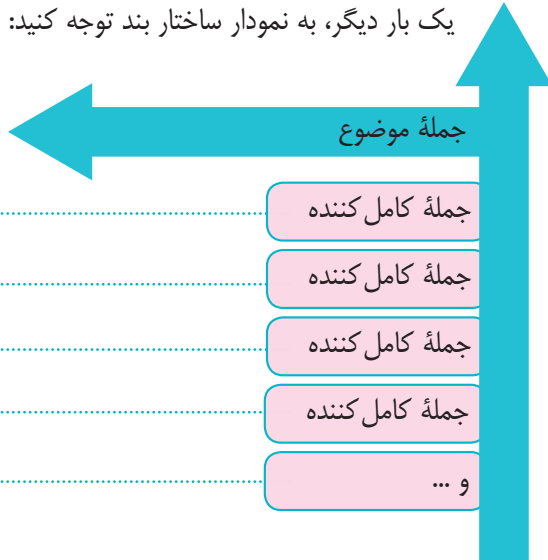 یک بار دیگر، به نمودار ساختار بند توجه کنید:
جملهٔ موضوع
جملهٔ کامل‌کننده
جملهٔ کامل‌کننده
جملهٔ کامل‌کننده
جملهٔ کامل‌کننده
و ...